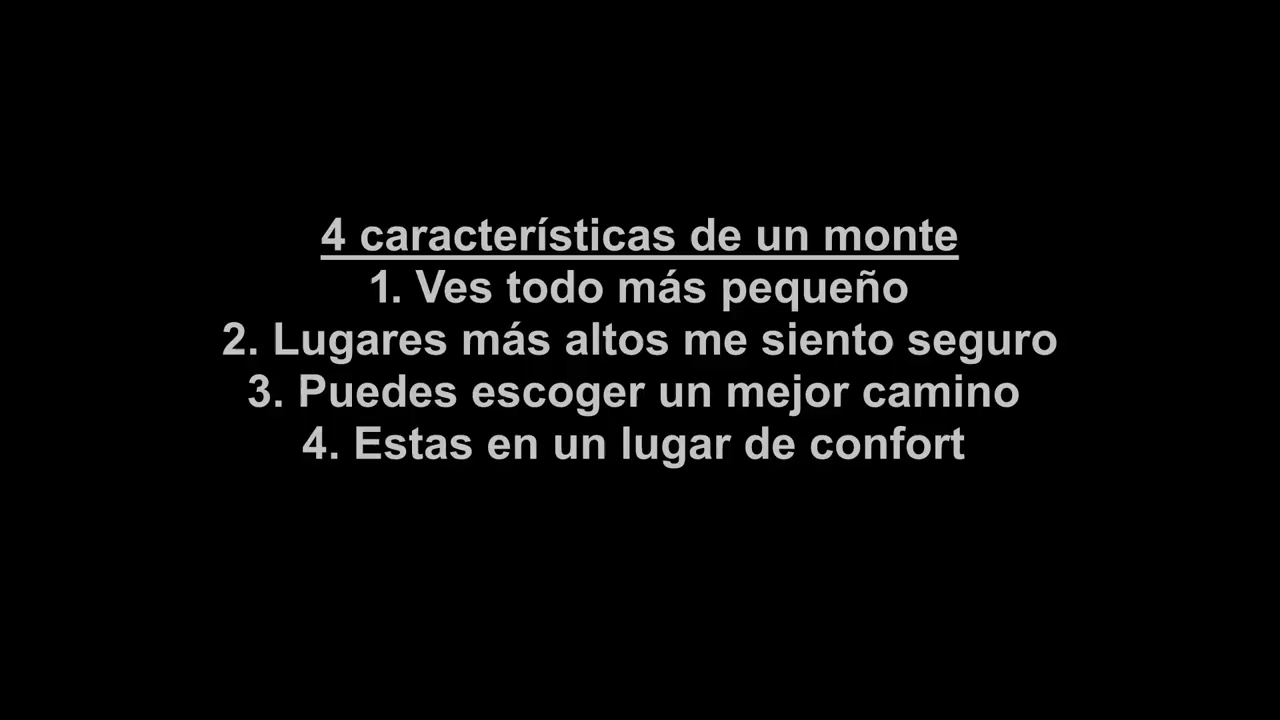 4 características de un monte
1. Ves todo más pequeño
2. Lugares más altos me siento seguro
3. Puedes escoger un mejor camino
4. Estas en un lugar de confort